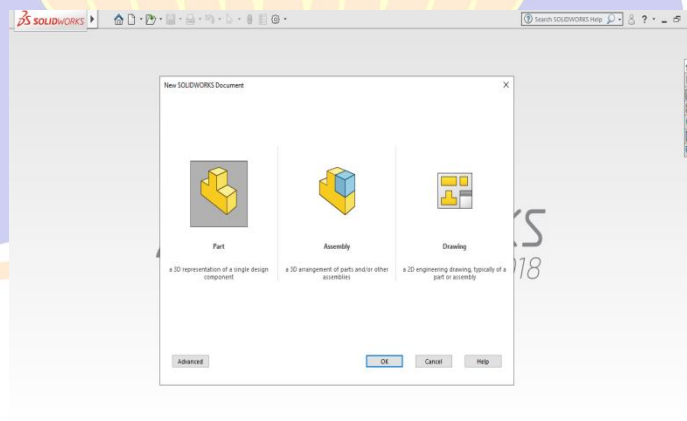 SOLIDWORKS
Search SOLIDWORKS Help
?
New SOLIDWORKS Document
X
Part
Assembly
Drawing
a 3D representation of a single design
component
a 3D arrangement of parts and/or other
assemblies
a 2D engineering drawing, typically of a
part or assembly
Advanced
OK
Cancel
Help